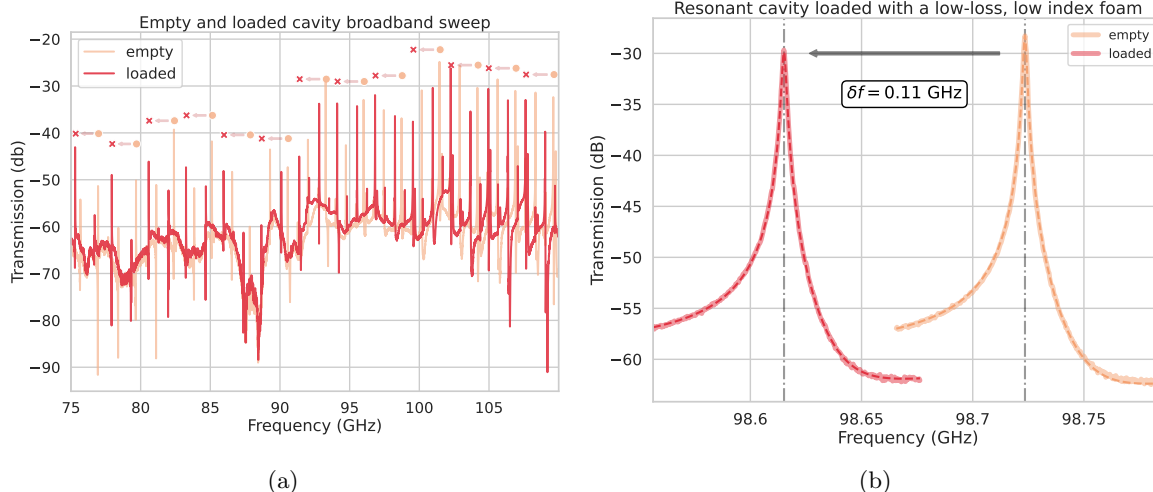 Empty and loaded cavity broadband sweep
empty
loaded
Transmission (db)
−20
−30
−40
−50
−60
−70
−80
−90
75 80 85 90 95 100 105
Frequency (GHz)
(a)
Resonant cavity loaded with a low-loss, low index foam
empty
loaded
δf = 0.11 GHz
Transmission (dB)
−30
−35
−40
−45
−50
−55
−60
98.6 98.65 98.7 98.75
Frequency (GHz)
(b)